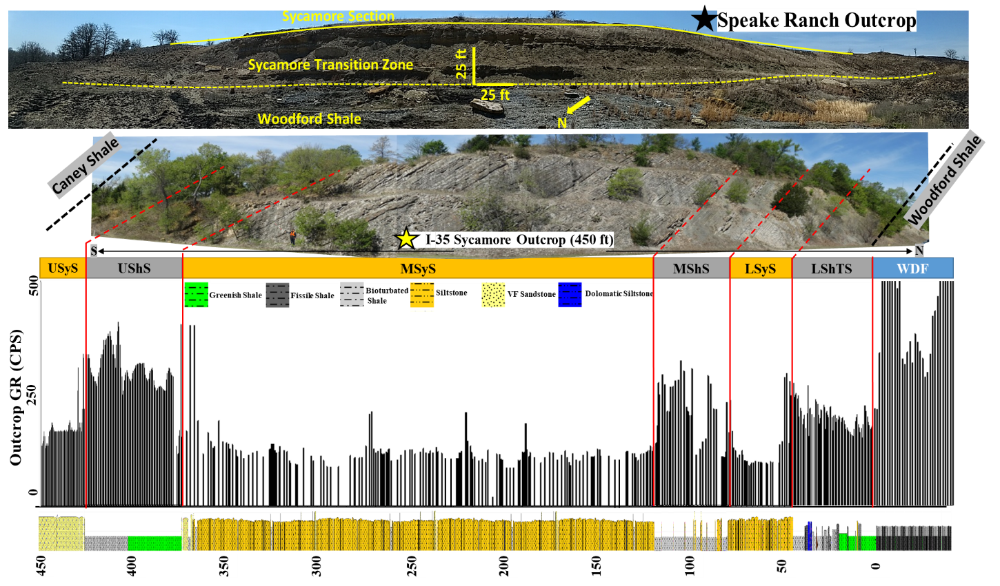 Sycamore Section
Speake Ranch Outcrop
Sycamore Transition Zone
25 ft
25 ft
Woodford Shale
N
Caney Shale
Woodford Shale
I-35 Sycamore Outcrop (450 ft)
S
N
USyS
UShS
MSyS
MShS
LSyS
LShTS
WDF
Greenish Shale
Fissile Shale
Bioturbated
Shale
Siltstone
VF Sandstone
Dolomatic Siltstone
Outcrop GR (CPS)
500
250
0
450
400
350
300
250
200
150
100
50
0